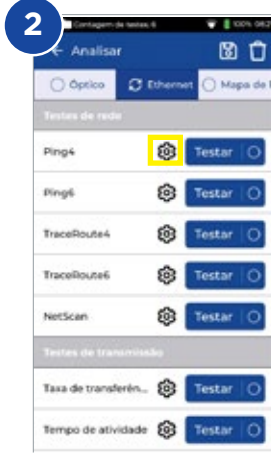 2
Contagem de testes: 6 100% 08:2
← Analisar
Óptico Ethernet Mapa de
Testes de rede
Ping4 Testar
Ping6 Testar
TraceRoute4 Testar
TraceRoute6 Testar
NetScan Testar
Testes de transmissão
Taxa de transferên... Testar
Tempo de atividade Testar